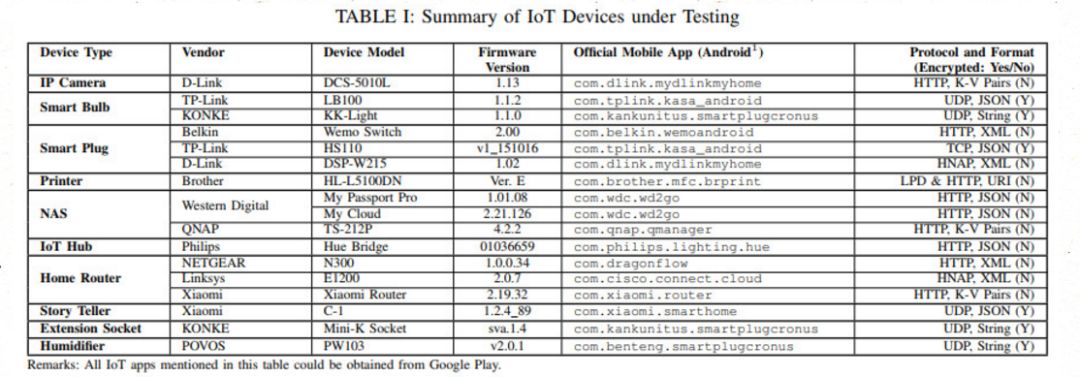 TABLE I: Summary of IoT Devices under Testing
Device Type Vendor Device Model Firmware Version Official Mobile App (Android1) Protocol and Format (Encrypted: Yes/No)
IP Camera D-Link DCS-5010L 1.13 com.dlink.mydlinkmyhome HTTP, K-V Pairs (N)
Smart Bulb TP-Link LB100 1.1.2 com.tplink.kasa_android UDP, JSON (Y)
KONKE KK-Light 1.1.0 com.kankunitus.smartplugcronus UDP, String (Y)
Smart Plug Belkin Wemo Switch 2.00 com.belkin.wemoandroid HTTP, XML (N)
TP-Link HS110 v1_151016 com.tplink.kasa_android TCP, JSON (Y)
D-Link DSP-W215 1.02 com.dlink.mydlinkmyhome HNAP, XML (N)
Printer Brother HL-L5100DN Ver. E com.brother.mfc.brprint LPD & HTTP, URI (N)
NAS Western Digital My Passport Pro 1.01.08 com.wdc.wd2go HTTP, JSON (N)
My Cloud 2.21.126 com.wdc.wd2go HTTP, JSON (N)
QNAP TS-212P 4.2.2 com.qnap.qmanager HTTP, K-V Pairs (N)
IoT Hub Philips Hue Bridge 01036659 com.philips.lighting.hue HTTP, JSON (N)
Home Router NETGEAR N300 1.0.0.34 com.dragonflow HTTP, XML (N)
Linksys E1200 2.0.7 com.cisco.connect.cloud HNAP, XML (N)
Xiaomi Xiaomi Router 2.19.32 com.xiaomi.router HTTP, K-V Pairs (N)
Story Teller Xiaomi C-1 1.2.4_89 com.xiaomi.smarthome UDP, JSON (Y)
Extension Socket KONKE Mini-K Socket sva.1.4 com.kankunitus.smartplugcronus UDP, String (Y)
Humidifier POVOS PW103 v2.0.1 com.benteng.smartplugcronus UDP, String (Y)
Remarks: All IoT apps mentioned in this table could be obtained from Google Play.